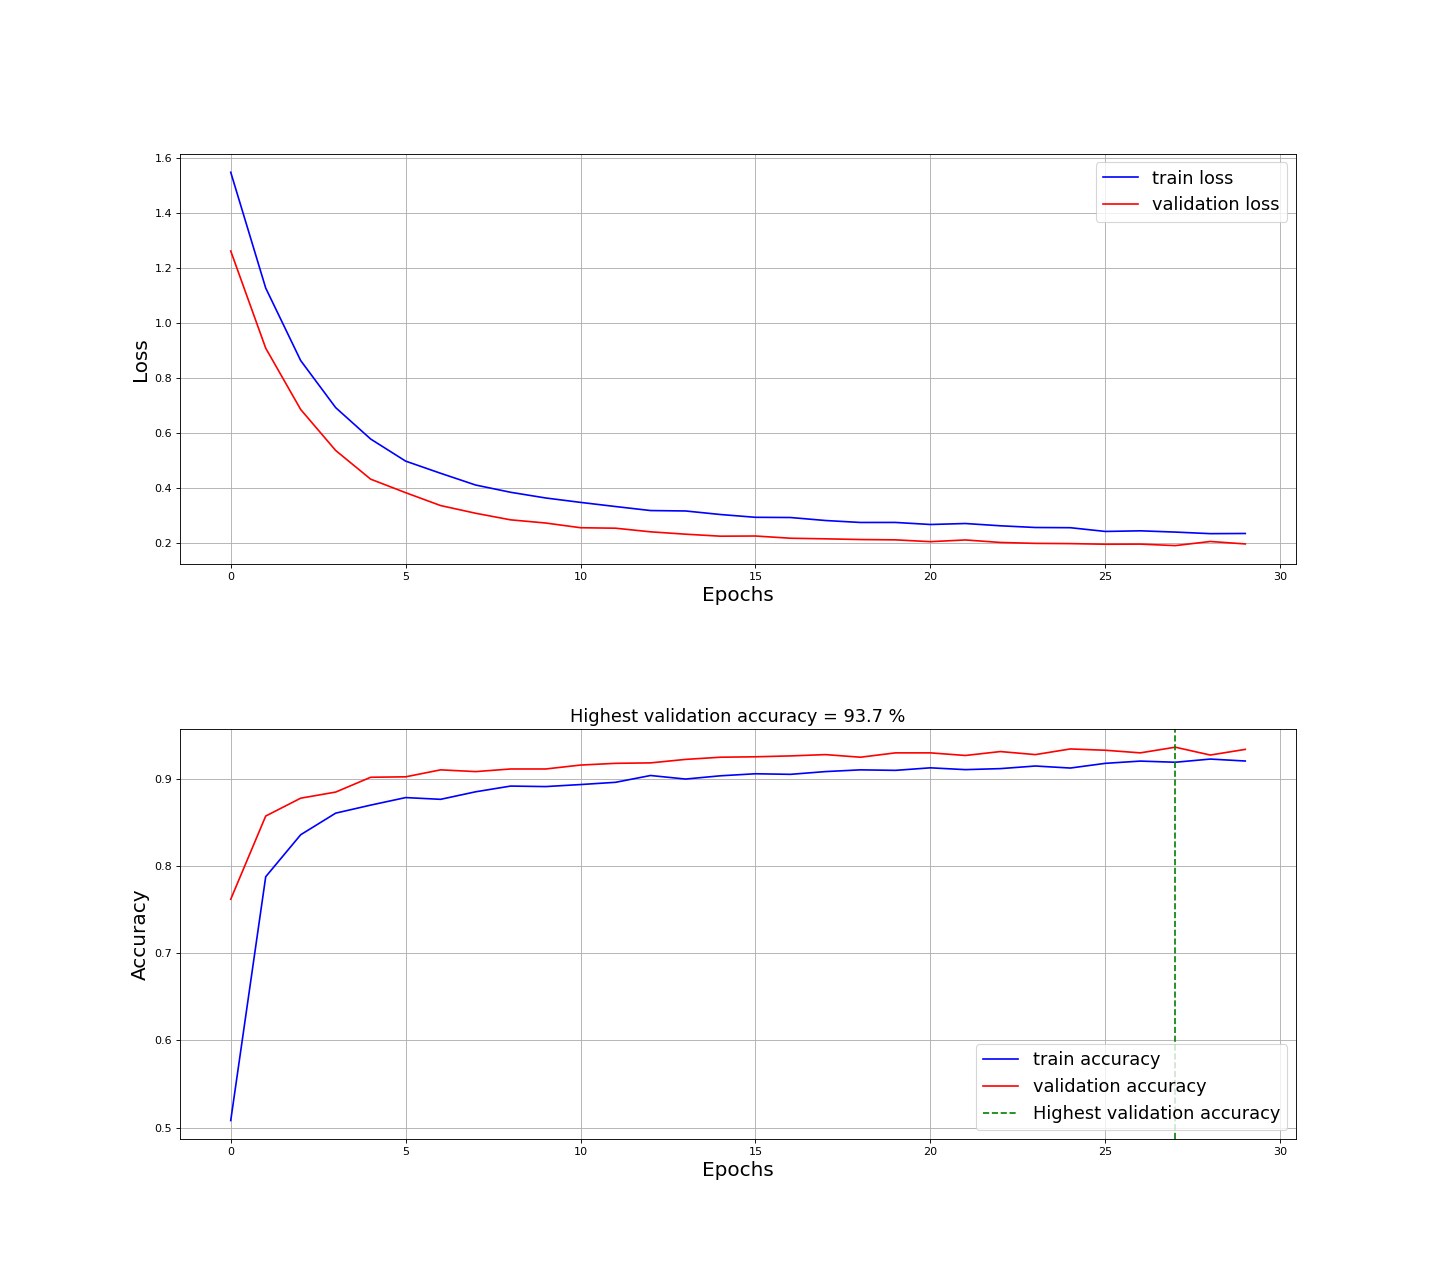 1.6
1.4
1.2
1.0
0.8
0.6
0.4
0.2
Loss
train loss
validation loss
0 5 10 15 20 25 30
Epochs
Highest validation accuracy = 93.7 %
0.9
0.8
0.7
0.6
0.5
Accuracy
train accuracy
validation accuracy
Highest validation accuracy
0 5 10 15 20 25 30
Epochs